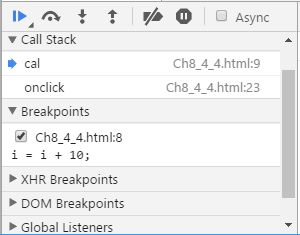 Async
Call Stack
cal Ch8_4_4.html:9
onclick Ch8_4_4.html:23
Breakpoints
Ch8_4_4.html:8
i = i + 10;
XHR Breakpoints
DOM Breakpoints
Global Listeners